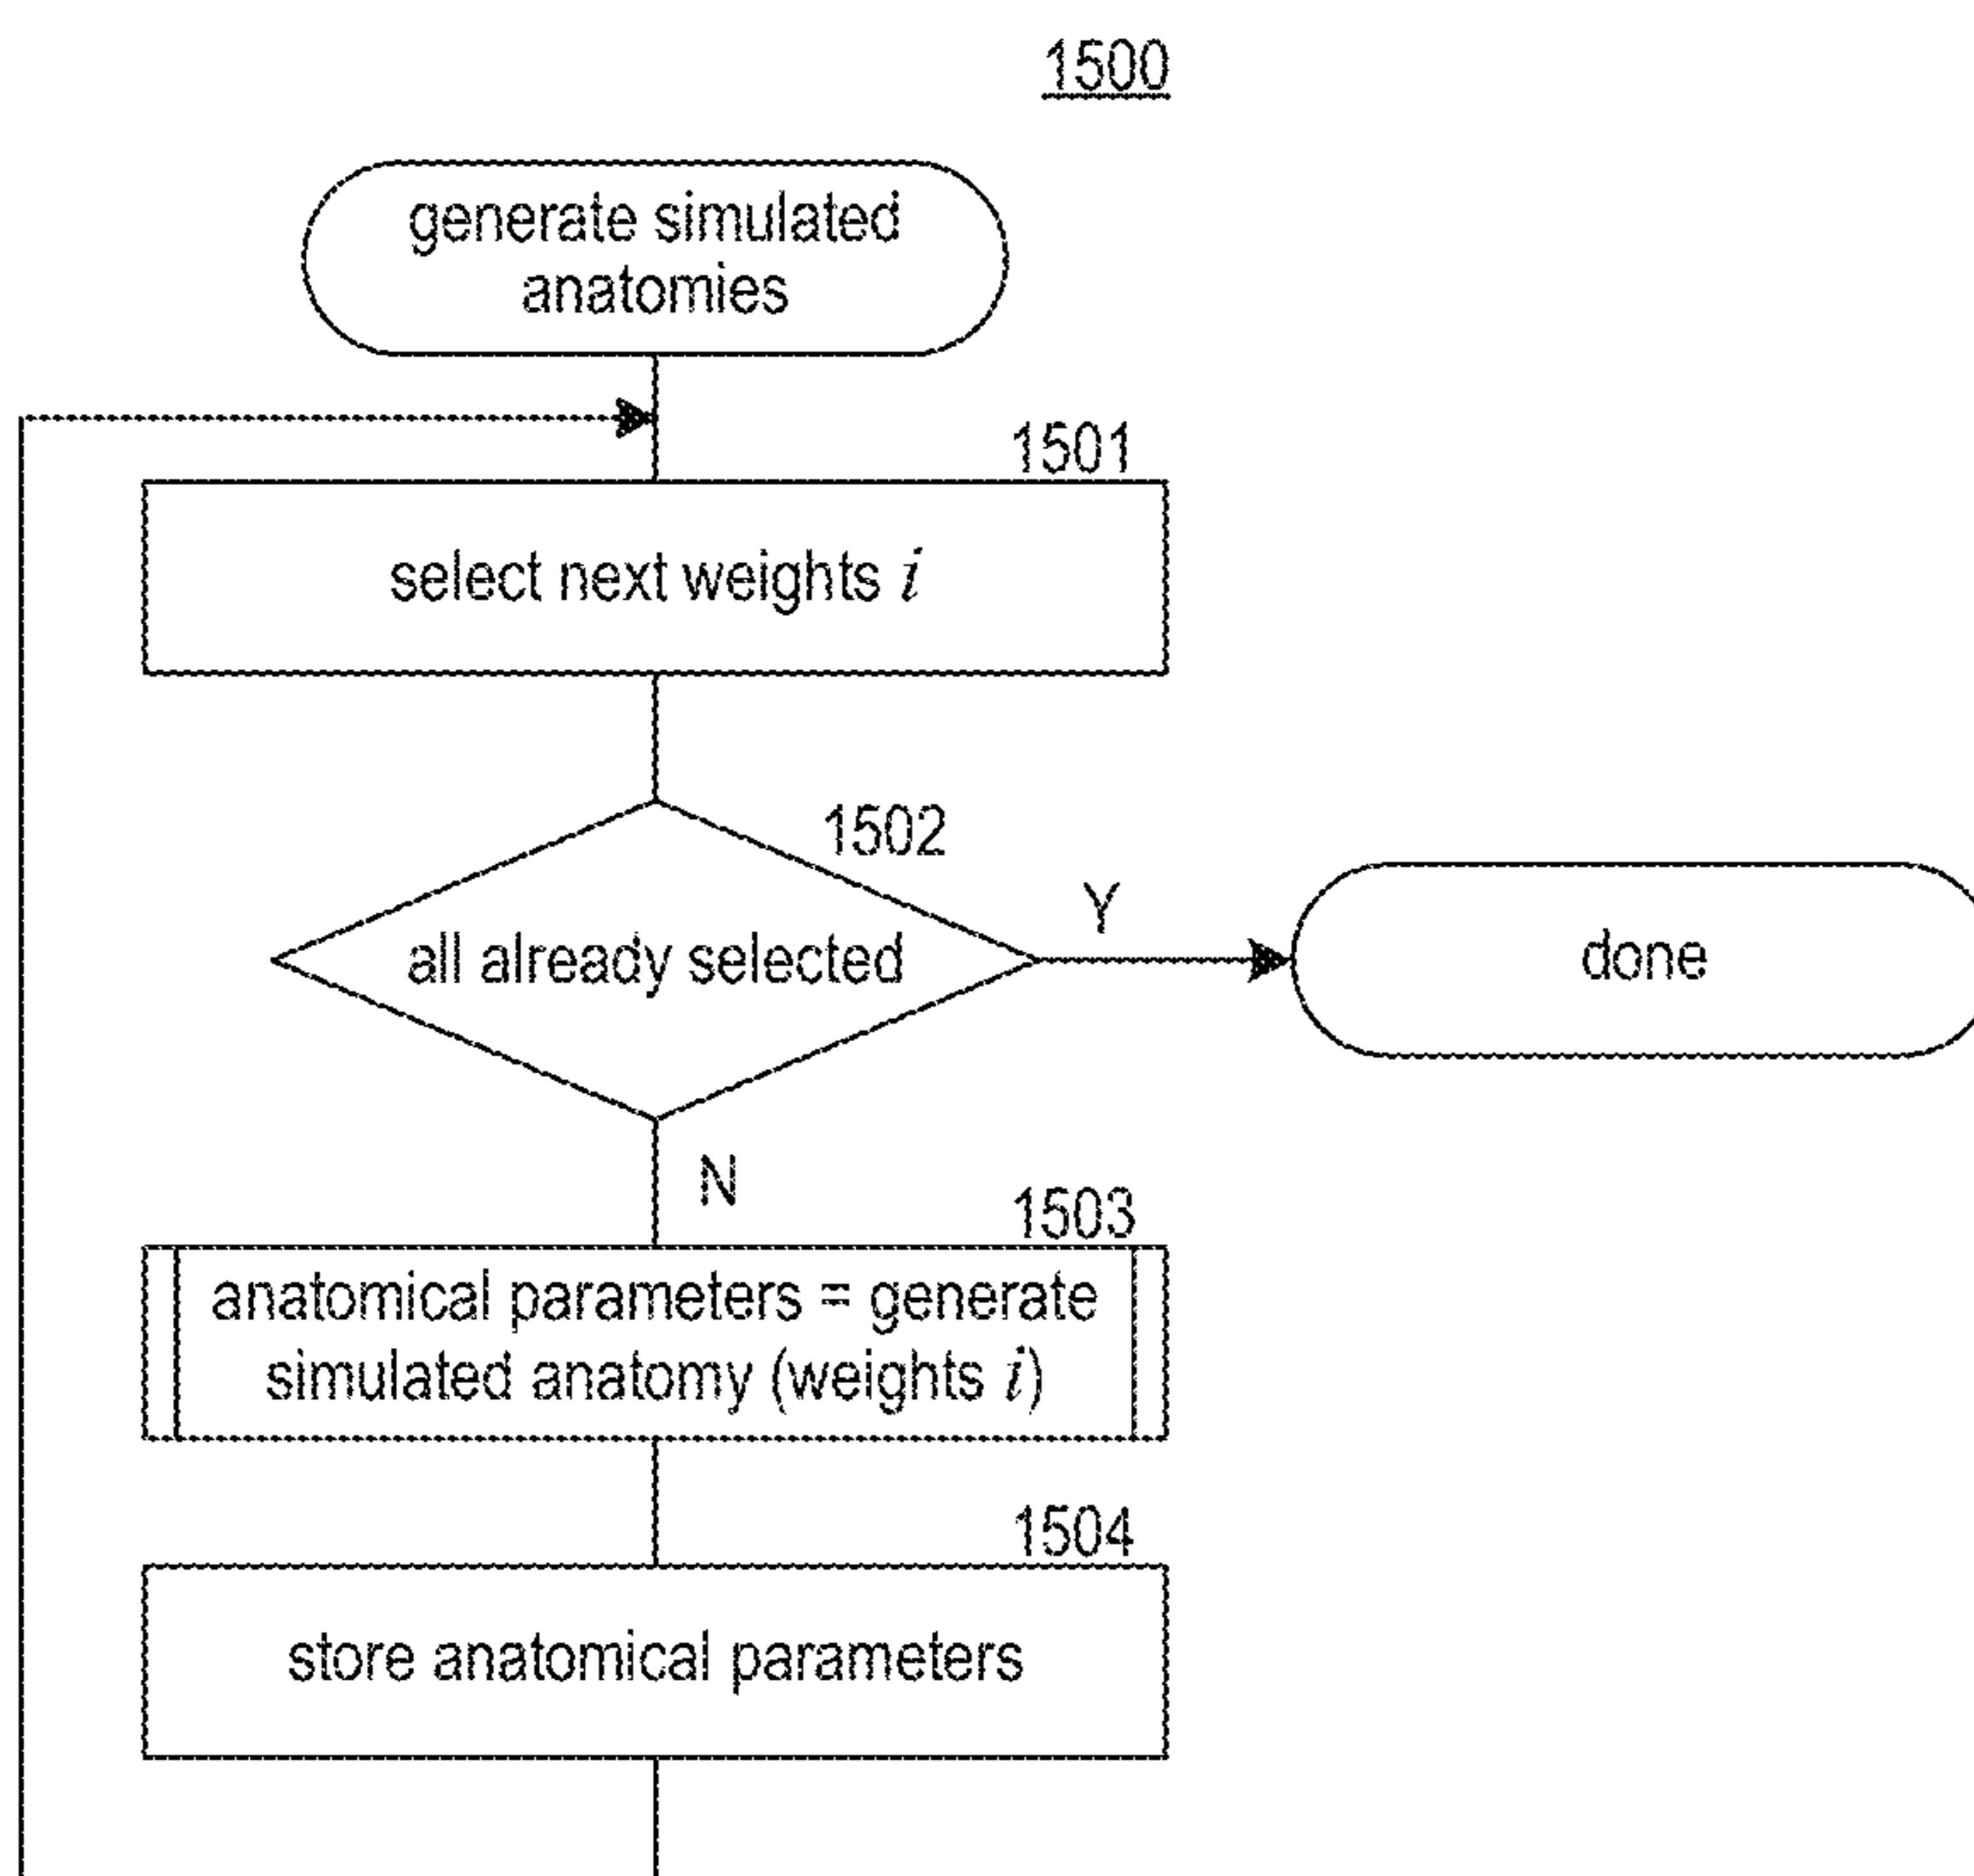 1500
generate simulated
anatomies
1501
select next weights i
1502
all already selected
Y
done
N
1503
anatomical parameters = generate
simulated anatomy (weights i)
1504
store anatomical parameters